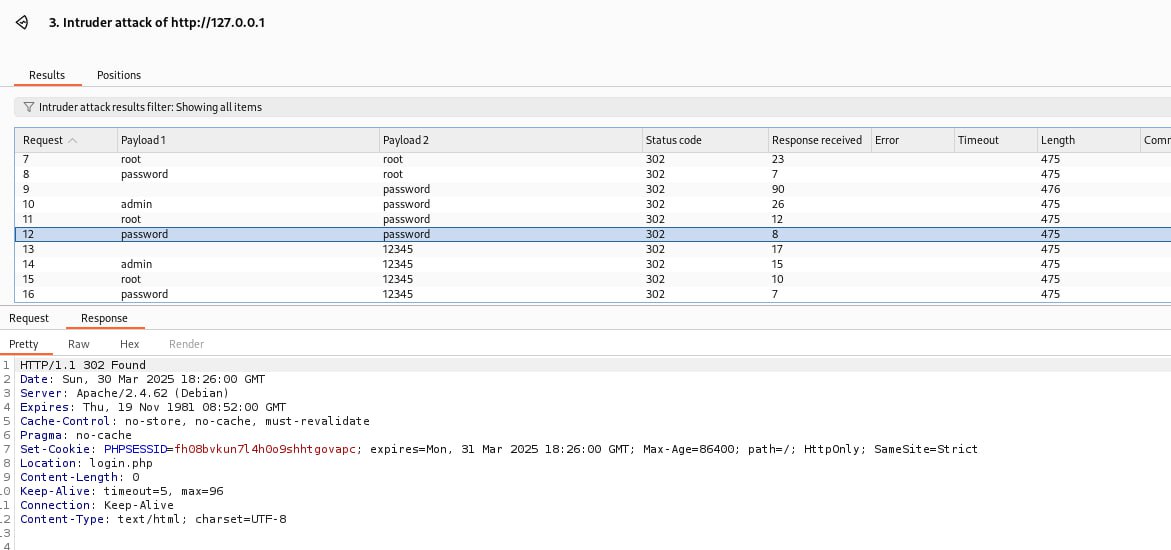 3. Intruder attack of http://127.0.0.1
Results Positions
Intruder attack results filter: Showing all items
Request Payload 1 Payload 2 Status code Response received Error Timeout Length Comm
7 root root 302 23 475
8 password root 302 7 475
9 password 302 90 476
10 admin password 302 26 475
11 root password 302 12 475
12 password password 302 8 475
13 12345 302 17 475
14 admin 12345 302 15 475
15 root 12345 302 10 475
16 password 12345 302 7 475
Request Response
Pretty Raw Hex Render
1 HTTP/1.1 302 Found
2 Date: Sun, 30 Mar 2025 18:26:00 GMT
3 Server: Apache/2.4.62 (Debian)
4 Expires: Thu, 19 Nov 1981 08:52:00 GMT
5 Cache-Control: no-store, no-cache, must-revalidate
6 Pragma: no-cache
7 Set-Cookie: PHPSESSID=fh08bvkun7l4h0o9shhtgovapc; expires=Mon, 31 Mar 2025 18:26:00 GMT; Max-Age=86400; path=/; HttpOnly; SameSite=Strict
8 Location: login.php
9 Content-Length: 0
10 Keep-Alive: timeout=5, max=96
11 Connection: Keep-Alive
12 Content-Type: text/html; charset=UTF-8
13
4